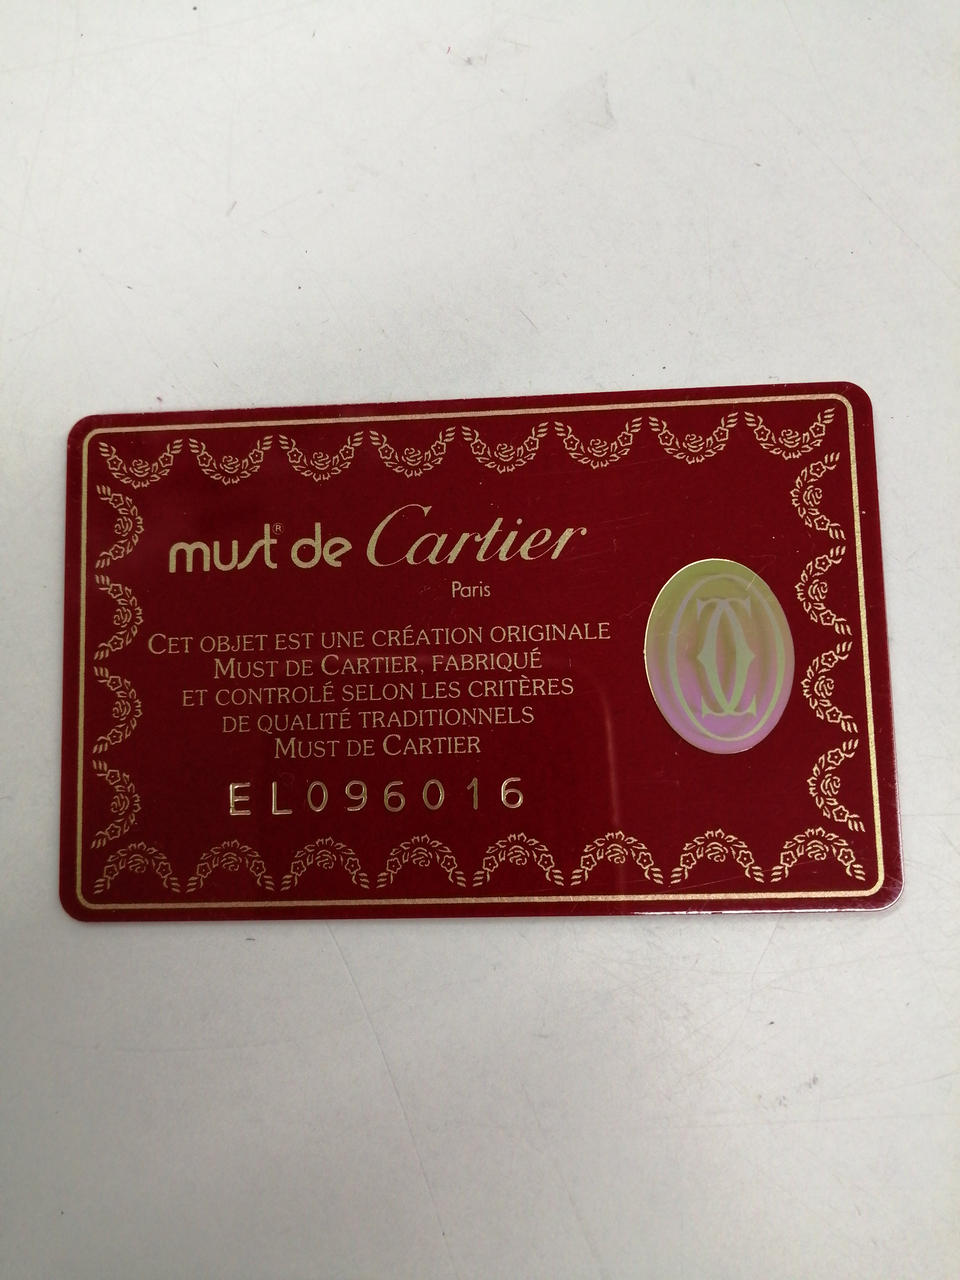 must® de Cartier
Paris
CET OBJET EST UNE CRÉATION ORIGINALE
MUST DE CARTIER, FABRIQUÉ
ET CONTROLÉ SELON LES CRITÈRES
DE QUALITÉ TRADITIONNELS
MUST DE CARTIER
EL096016